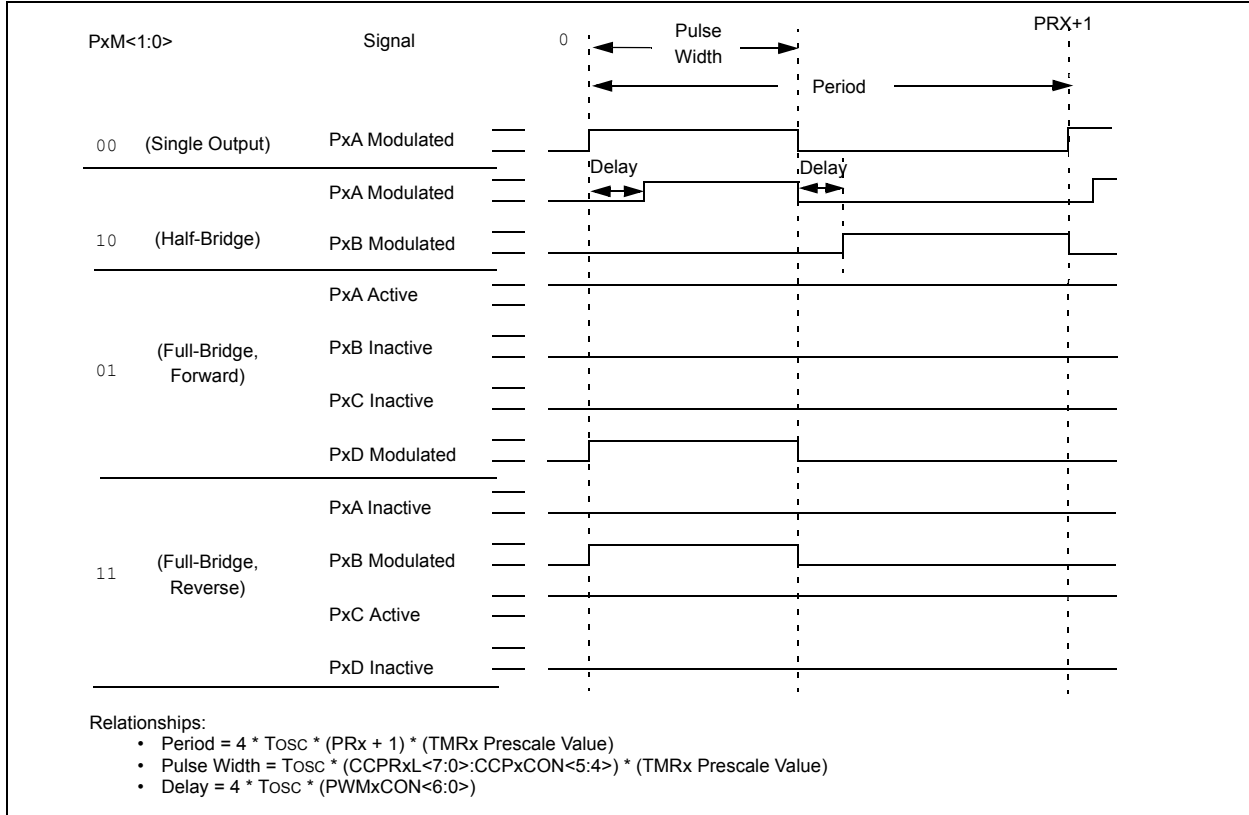 PxM<1:0> Signal 0 Pulse Width PRX+1
Period
00 (Single Output) PxA Modulated
Delay Delay
PxA Modulated
10 (Half-Bridge) PxB Modulated
PxA Active
01 (Full-Bridge, Forward) PxB Inactive
PxC Inactive
PxD Modulated
PxA Inactive
11 (Full-Bridge, Reverse) PxB Modulated
PxC Active
PxD Inactive
Relationships:
• Period = 4 * TOSC * (PRx + 1) * (TMRx Prescale Value)
• Pulse Width = TOSC * (CCPRxL<7:0>:CCPxCON<5:4>) * (TMRx Prescale Value)
• Delay = 4 * TOSC * (PWMxCON<6:0>)